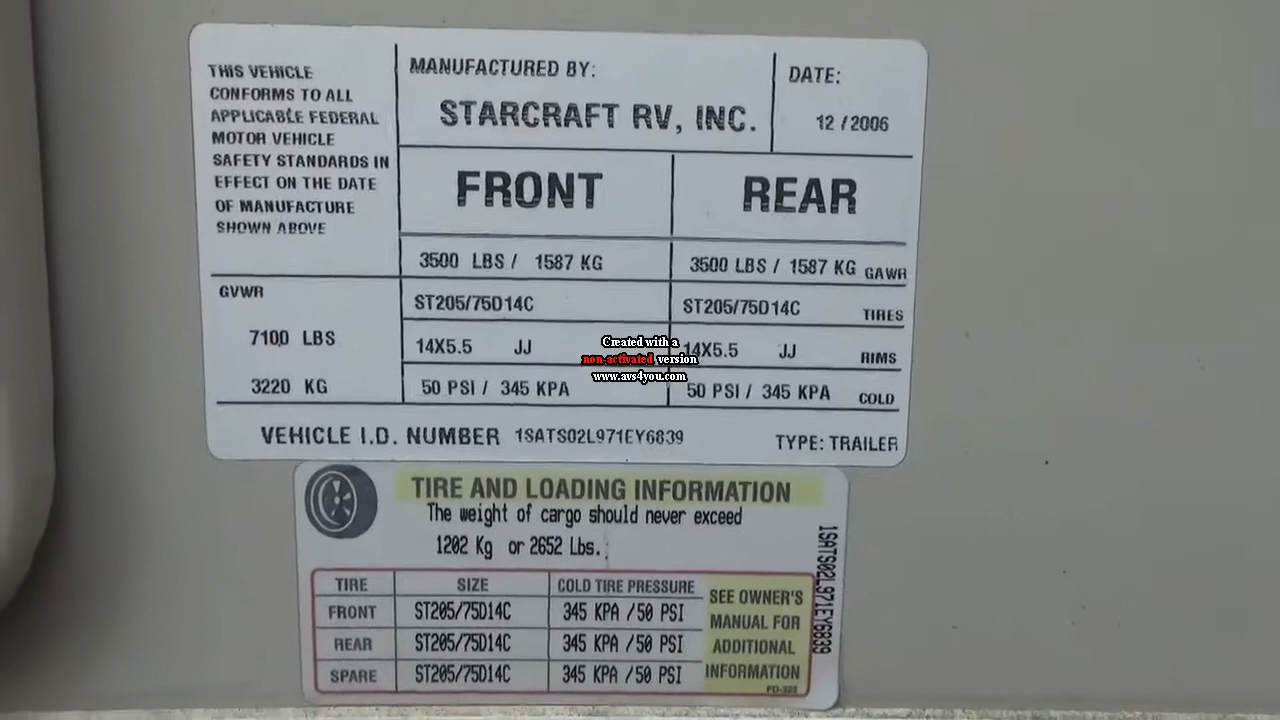 THIS VEHICLE
CONFORMS TO ALL
APPLICABLE FEDERAL
MOTOR VEHICLE
SAFETY STANDARDS IN
EFFECT ON THE DATE
OF MANUFACTURE
SHOWN ABOVE
MANUFACTURED BY:
STARCRAFT RV, INC.
DATE:
12 / 2006
FRONT REAR
3500 LBS / 1587 KG 3500 LBS / 1587 KG GAWR
GVWR
ST205/75D14C ST205/75D14C TIRES
7100 LBS
14X5.5 JJ 14X5.5 JJ RIMS
3220 KG
50 PSI / 345 KPA 50 PSI / 345 KPA COLD
VEHICLE I.D. NUMBER 1SATS02L971EY6839 TYPE: TRAILER
Created with a
non-activated version
www.avs4you.com
TIRE AND LOADING INFORMATION
The weight of cargo should never exceed
1202 Kg or 2652 Lbs.
TIRE SIZE COLD TIRE PRESSURE
FRONT ST205/75D14C 345 KPA /50 PSI
REAR ST205/75D14C 345 KPA /50 PSI
SPARE ST205/75D14C 345 KPA /50 PSI
SEE OWNER'S
MANUAL FOR
ADDITIONAL
INFORMATION
1SATS02L971EY6839